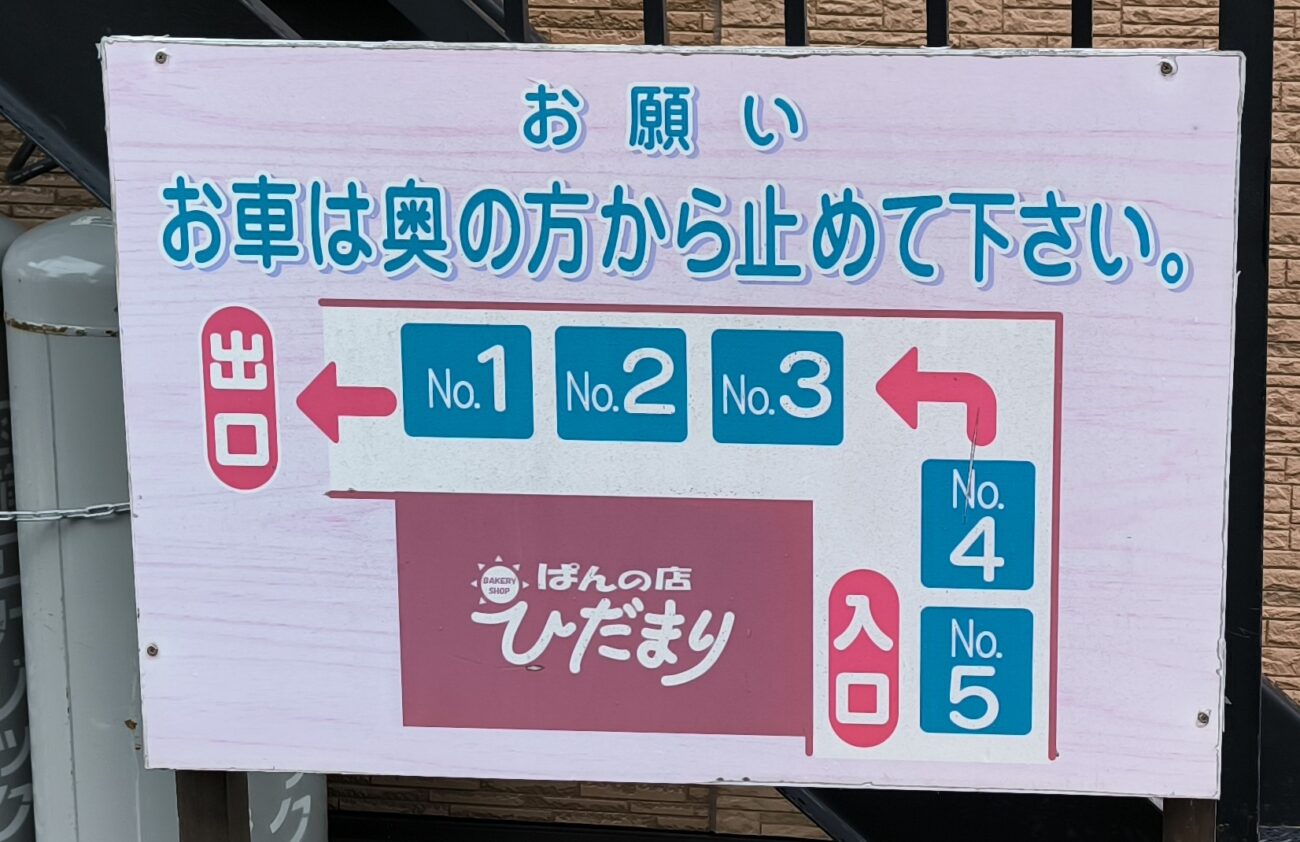 お願い
お車は奥の方から止めて下さい。
出口
No.1
No.2
No.3
No.4
No.5
入口
BAKERY
SHOP
ぱんの店
ひだまり